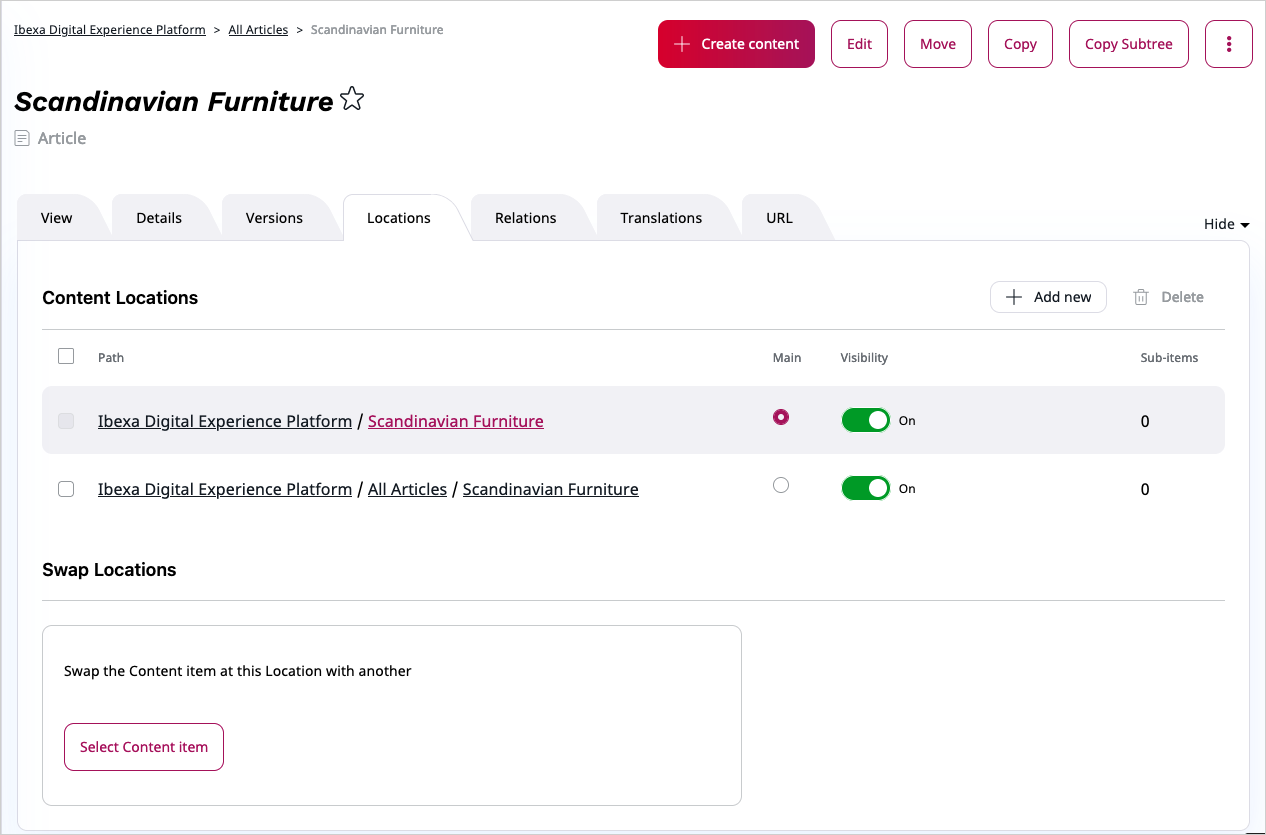 Ibexa Digital Experience Platform > All Articles > Scandinavian Furniture
Create content Edit Move Copy Copy Subtree
Scandinavian Furniture
Article
View Details Versions Locations Relations Translations URL
Hide
Content Locations Add new Delete
Path Main Visibility Sub-items
Ibexa Digital Experience Platform / Scandinavian Furniture On 0
Ibexa Digital Experience Platform / All Articles / Scandinavian Furniture On 0
Swap Locations
Swap the Content item at this Location with another
Select Content item